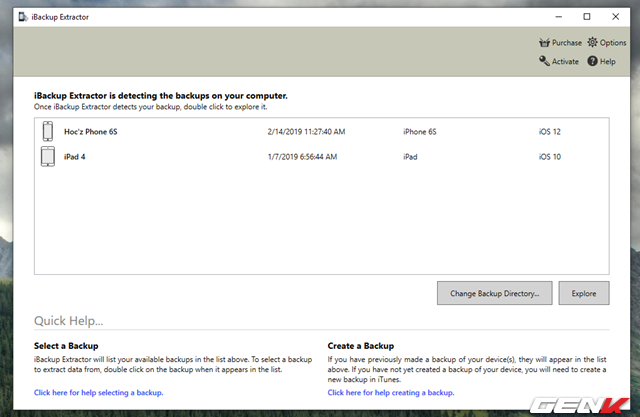 iBackup Extractor
Purchase Options
Activate Help
iBackup Extractor is detecting the backups on your computer.
Once iBackup Extractor detects your backup, double click to explore it.
Hoc'z Phone 6S 2/14/2019 11:27:40 AM iPhone 6S iOS 12
iPad 4 1/7/2019 6:56:44 AM iPad iOS 10
Change Backup Directory... Explore
Quick Help...
Select a Backup
iBackup Extractor will list your available backups in the list above. To select a backup
to extract data from, double click on the backup when it appears in the list.
Click here for help selecting a backup.
Create a Backup
If you have previously made a backup of your device(s), they will appear in the list
above. If you have not yet created a backup of your device, you will need to create a
new backup in iTunes.
Click here for help creating a backup.
GENK